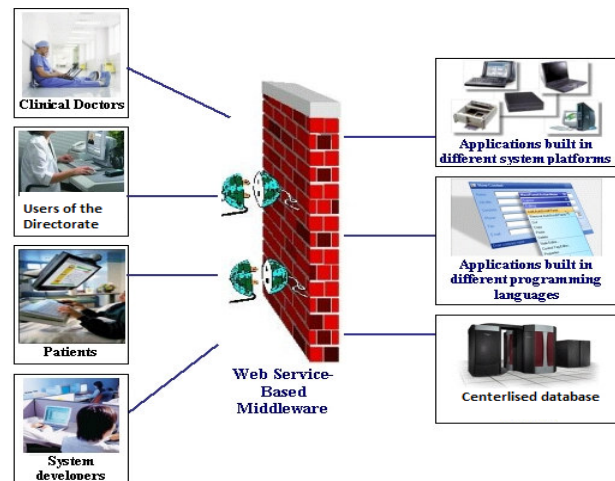 Clinical Doctors
Users of the
Directorate
Patients
System
developers
Web Service-
Based
Middleware
Applications built in
different system platforms
Applications built in
different programming
languages
Centerlised database